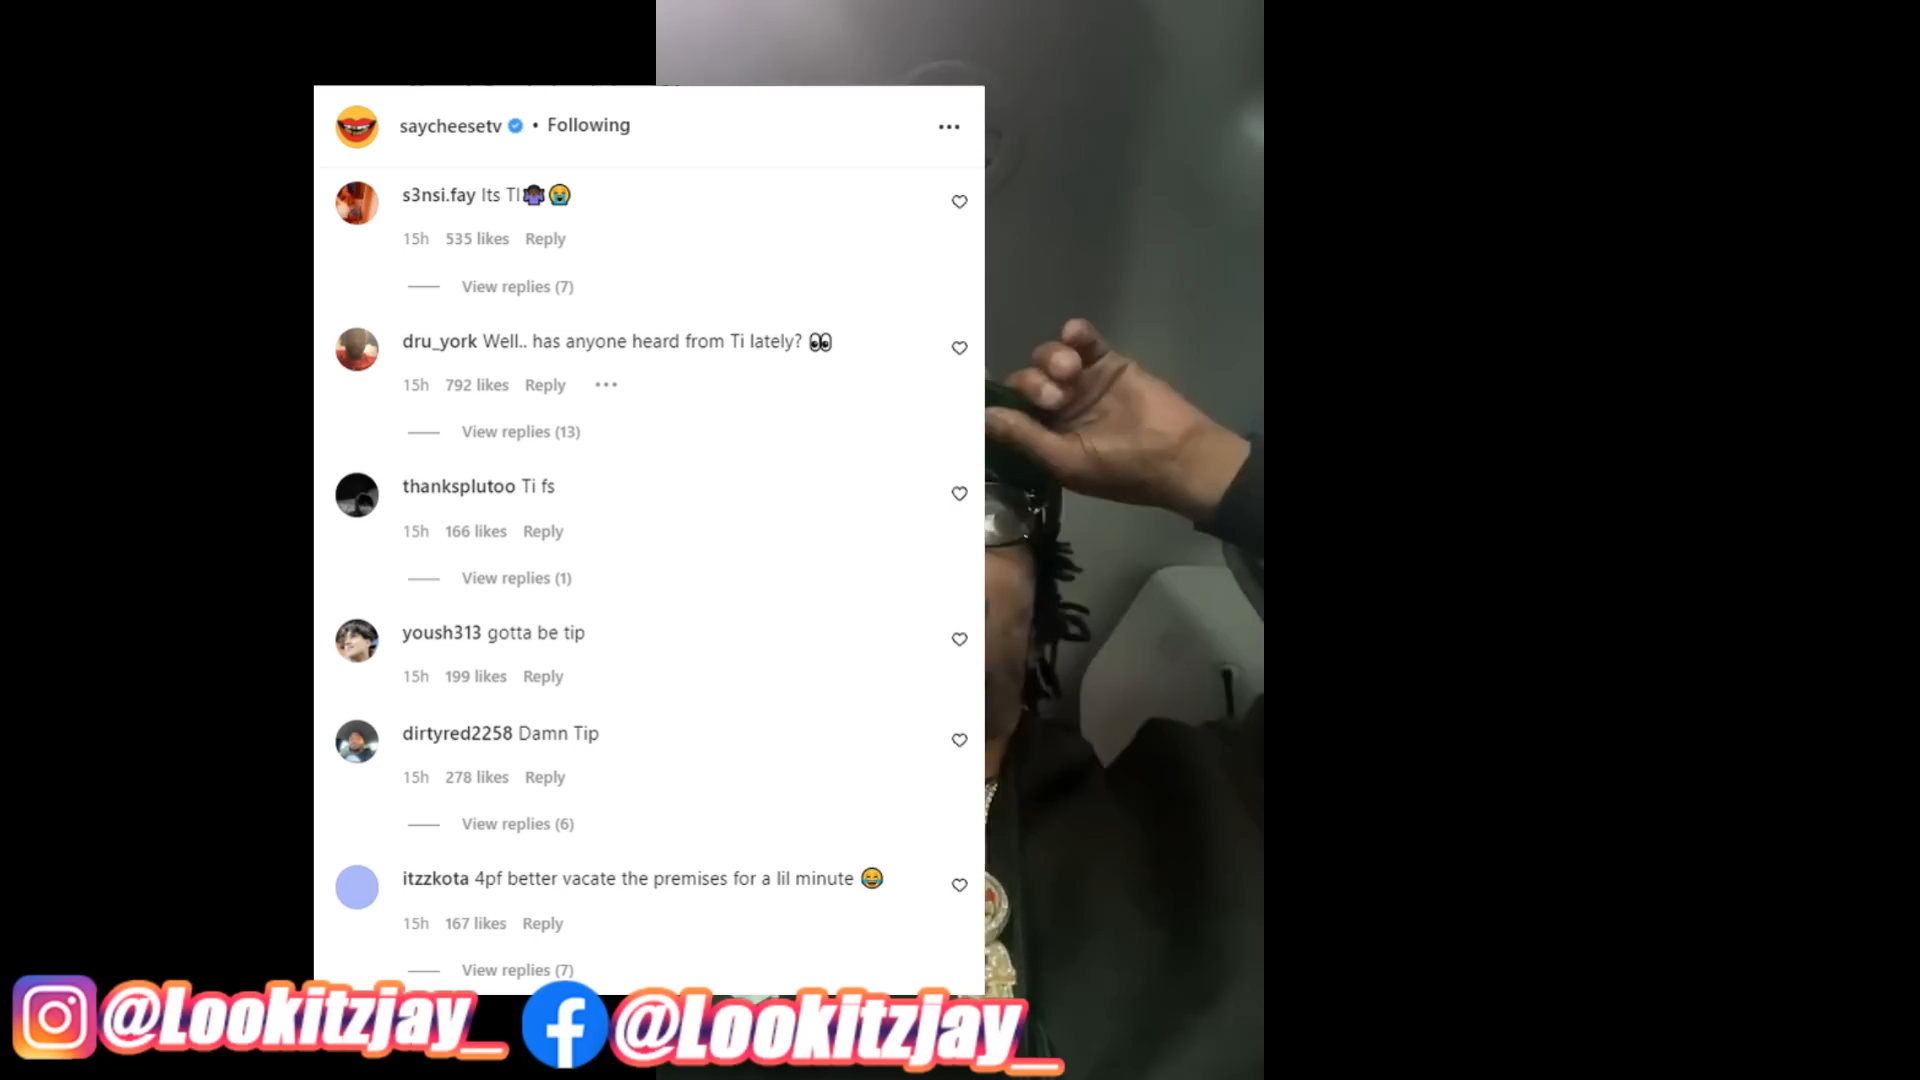 saycheesetv • Following
s3nsi.fay Its TI🤷🏿‍♀️😭
15h 535 likes Reply
View replies (7)
dru_york Well.. has anyone heard from Ti lately? 👀
15h 792 likes Reply
View replies (13)
thanksplutoo Ti fs
15h 166 likes Reply
View replies (1)
yoush313 gotta be tip
15h 199 likes Reply
dirtyred2258 Damn Tip
15h 278 likes Reply
View replies (6)
itzzkota 4pf better vacate the premises for a lil minute 😂
15h 167 likes Reply
View replies (7)
@Lookitzjay_ @Lookitzjay_